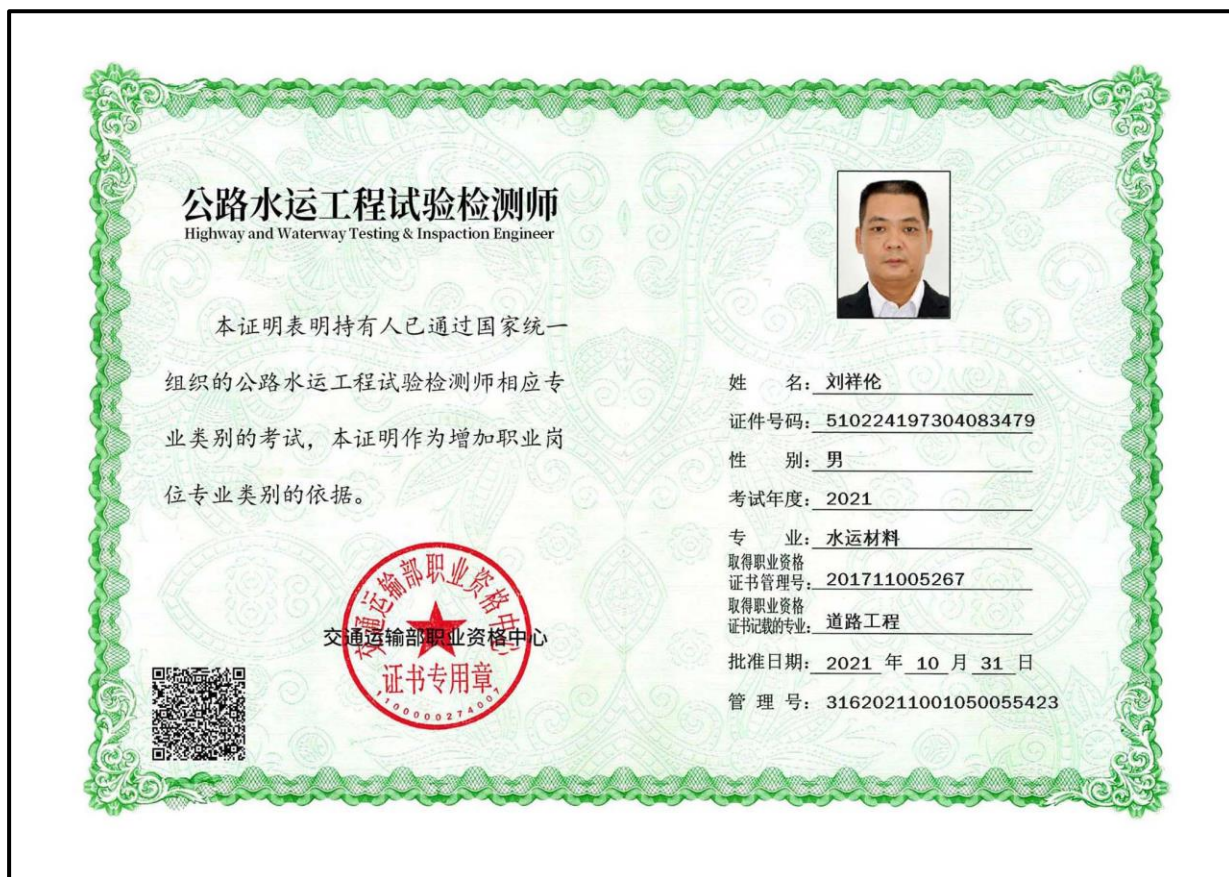 公路水运工程试验检测师
Highway and Waterway Testing & Inspaction Engineer
本证明表明持有人已通过国家统一
组织的公路水运工程试验检测师相应专
业类别的考试，本证明作为增加职业岗
位专业类别的依据。
交通运输部职业资格中心
交通运输部职业资格中心
证书专用章
1100000274007
姓 名：刘祥伦
证件号码：510224197304083479
性 别：男
考试年度：2021
专 业：水运材料
取得职业资格
证书管理号：201711005267
取得职业资格
证书记载的专业：道路工程
批准日期：2021 年 10 月 31 日
管 理 号：31620211001050055423